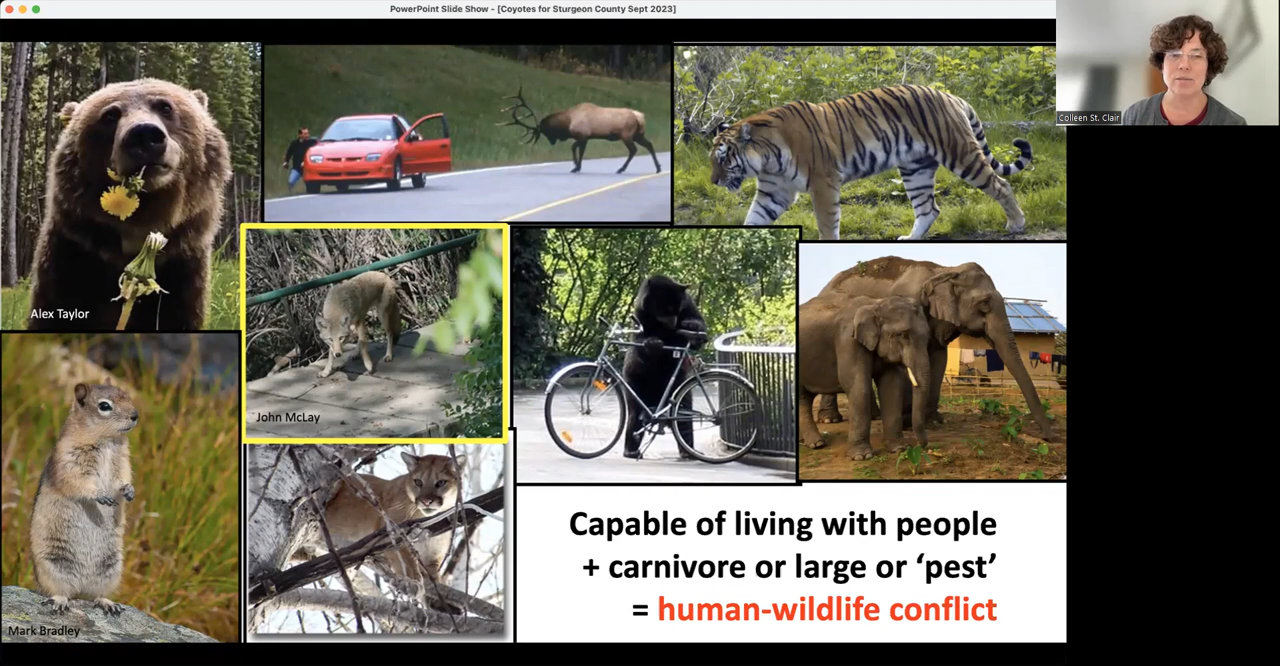 PowerPoint Slide Show - [Coyotes for Sturgeon County Sept 2023]
Colleen St. Clair
Alex Taylor
John McLay
Mark Bradley
Capable of living with people
+ carnivore or large or ‘pest’
= human-wildlife conflict